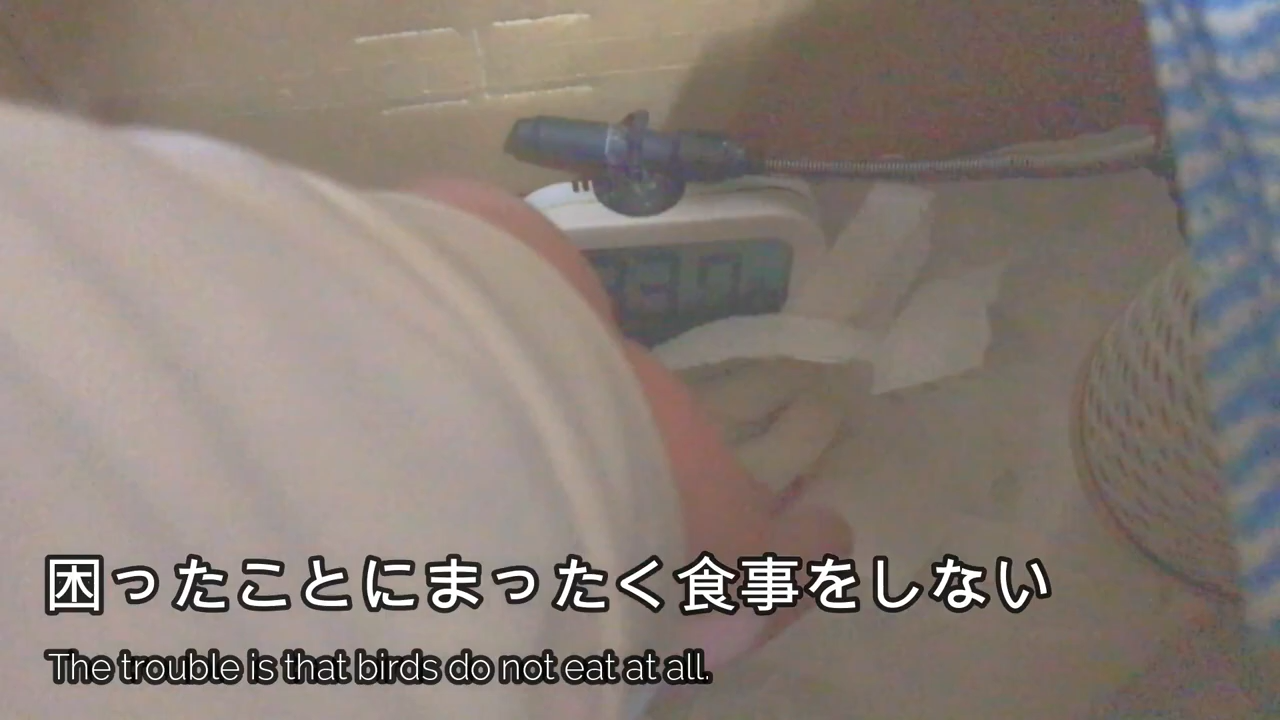 困ったことにまったく食事をしない
The trouble is that birds do not eat at all.